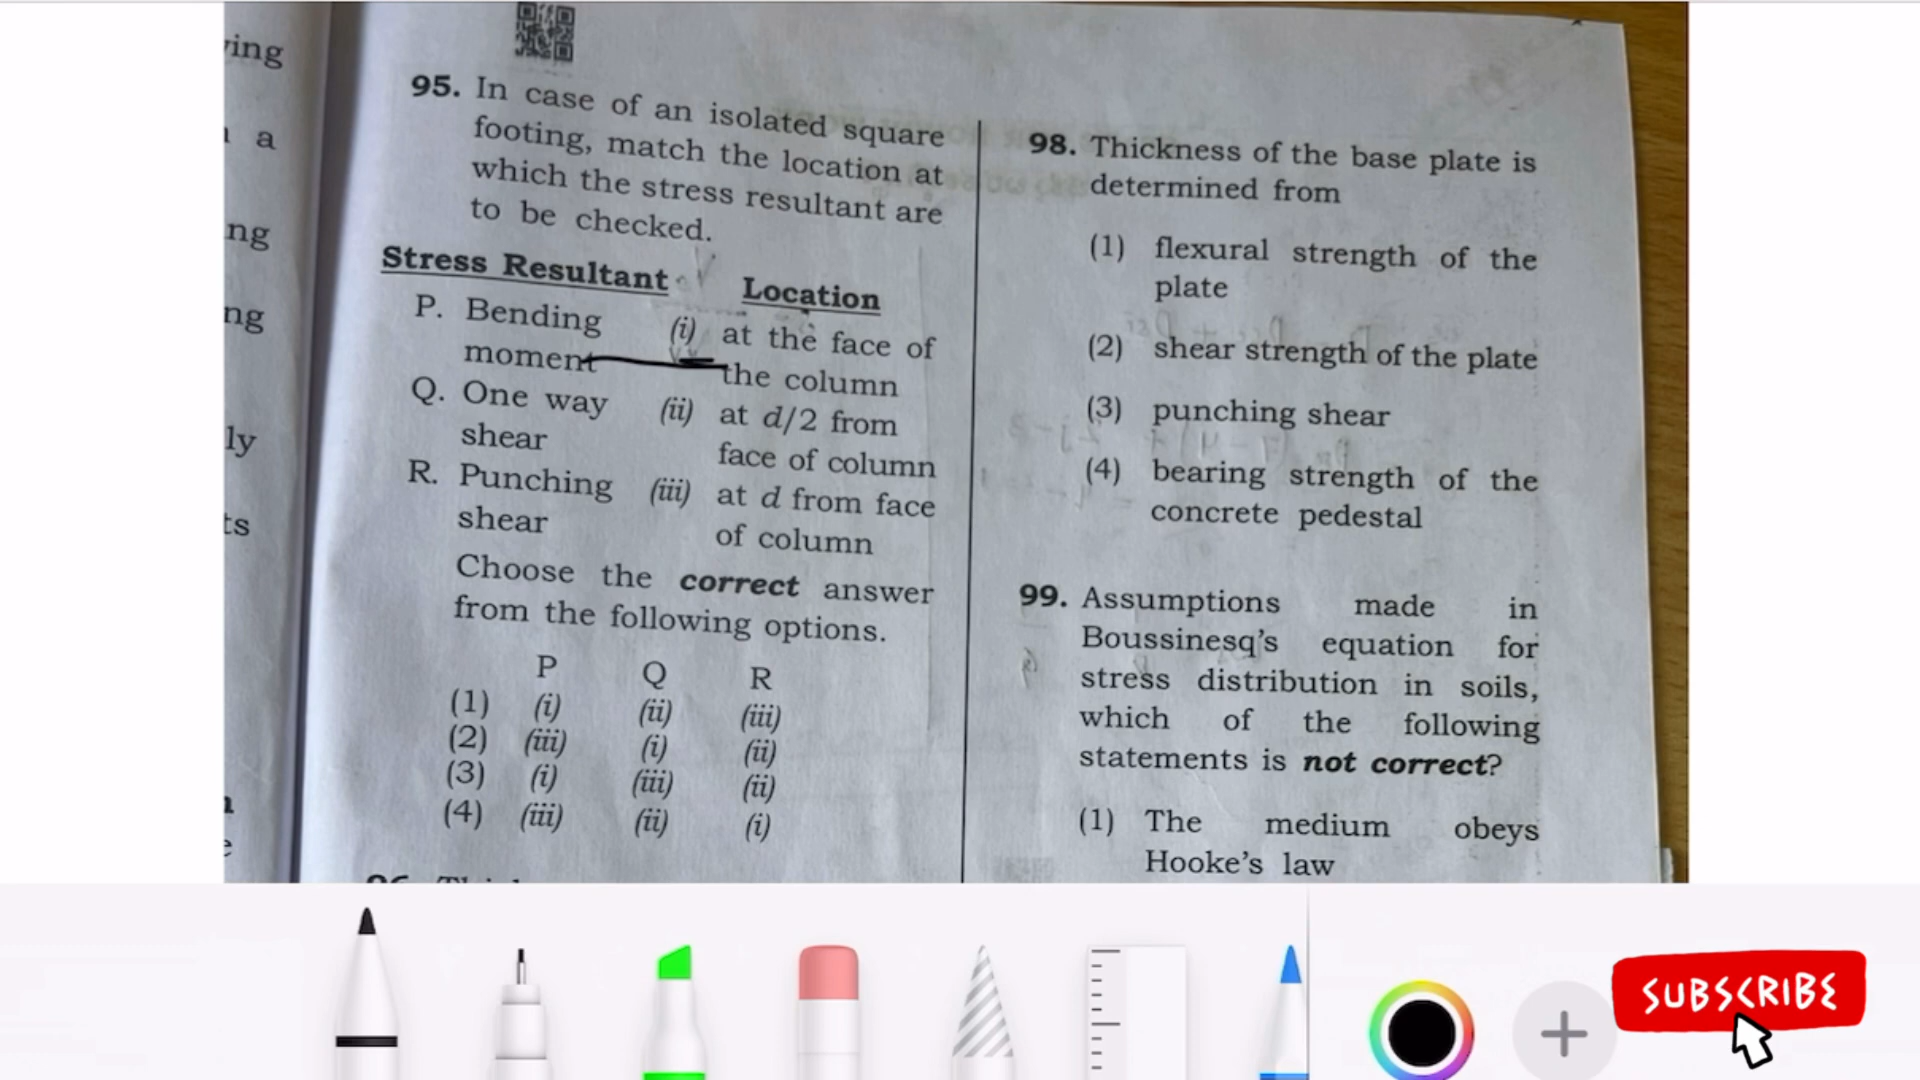 ving
a
ng
ng
ly
ts
95. In case of an isolated square
footing, match the location at
which the stress resultant are
to be checked.
Stress Resultant Location
P. Bending (i) at the face of
moment the column
Q. One way (ii) at d/2 from
shear face of column
R. Punching (iii) at d from face
shear of column
Choose the correct answer
from the following options.
P Q R
(1) (i) (ii) (iii)
(2) (iii) (i) (ii)
(3) (i) (iii) (ii)
(4) (iii) (ii) (i)
98. Thickness of the base plate is
determined from
(1) flexural strength of the
plate
(2) shear strength of the plate
(3) punching shear
(4) bearing strength of the
concrete pedestal
99. Assumptions made in
Boussinesq's equation for
stress distribution in soils,
which of the following
statements is not correct?
(1) The medium obeys
Hooke's law
SUBSCRIBE